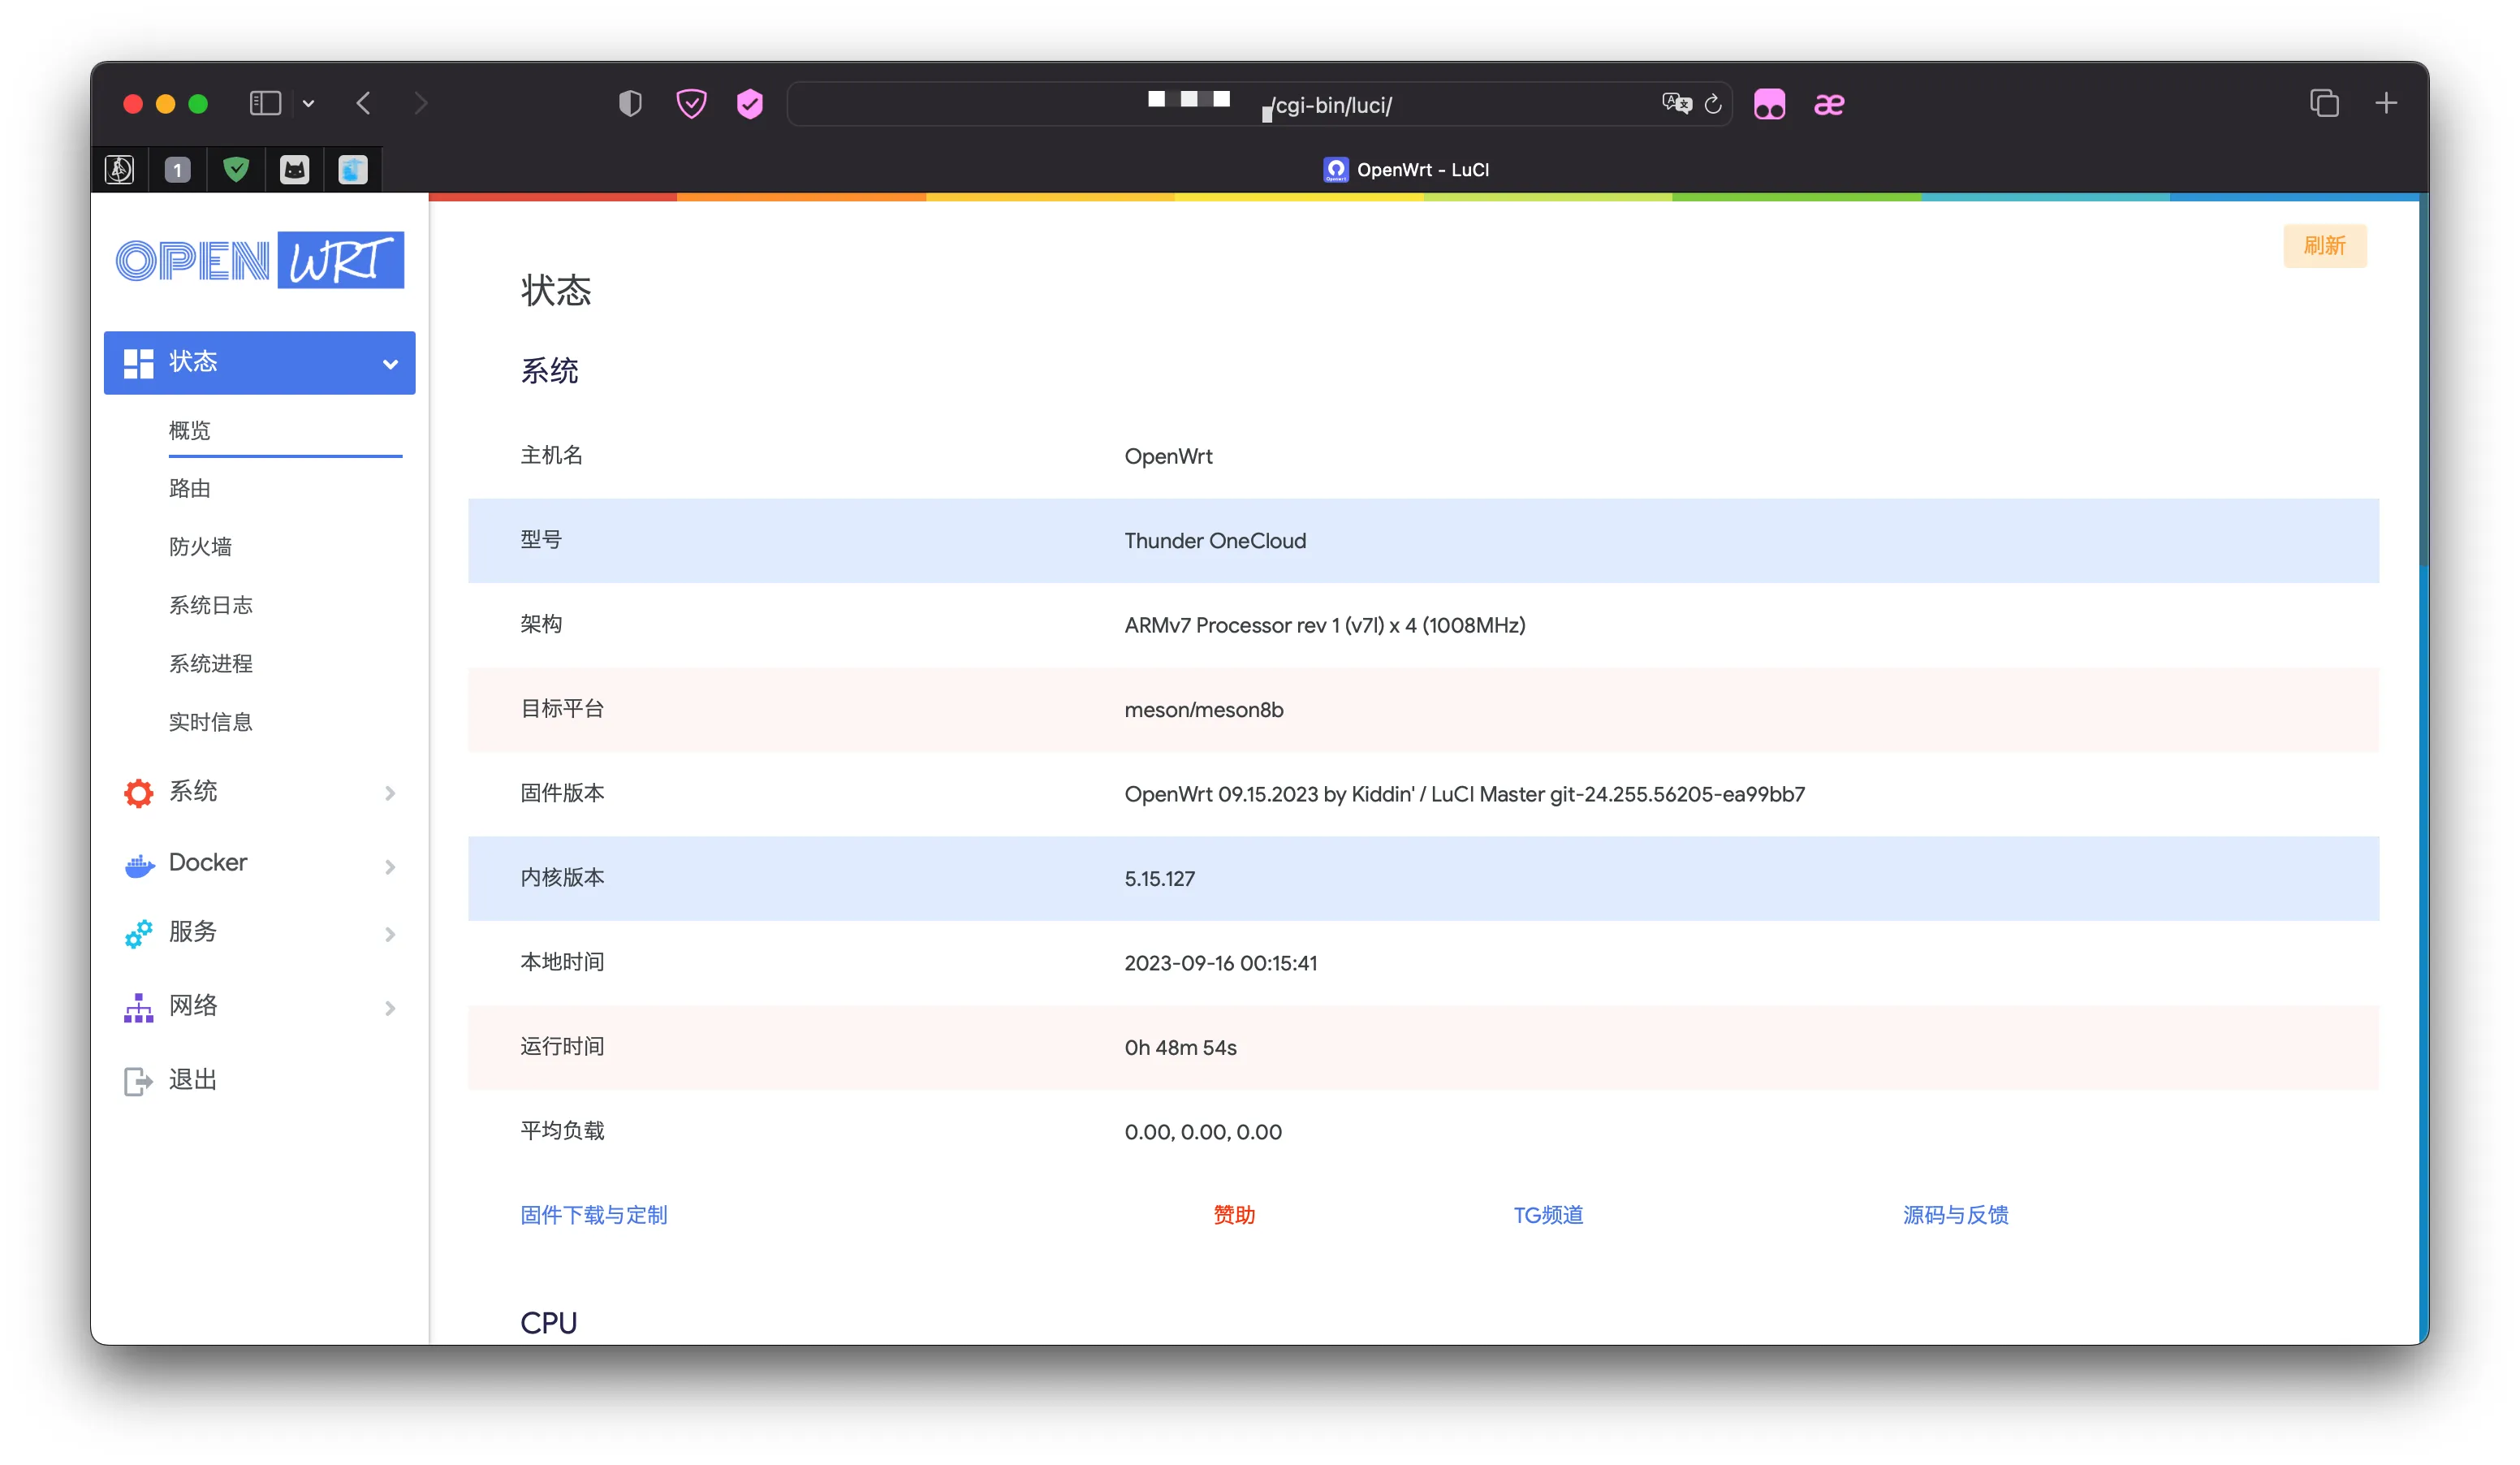 /cgi-bin/luci/
1
OpenWrt - LuCI
OPENWRT
刷新
状态
概览
路由
防火墙
系统日志
系统进程
实时信息
系统
Docker
服务
网络
退出
状态
系统
主机名 OpenWrt
型号 Thunder OneCloud
架构 ARMv7 Processor rev 1 (v7l) x 4 (1008MHz)
目标平台 meson/meson8b
固件版本 OpenWrt 09.15.2023 by Kiddin' / LuCI Master git-24.255.56205-ea99bb7
内核版本 5.15.127
本地时间 2023-09-16 00:15:41
运行时间 0h 48m 54s
平均负载 0.00, 0.00, 0.00
固件下载与定制 赞助 TG频道 源码与反馈
CPU